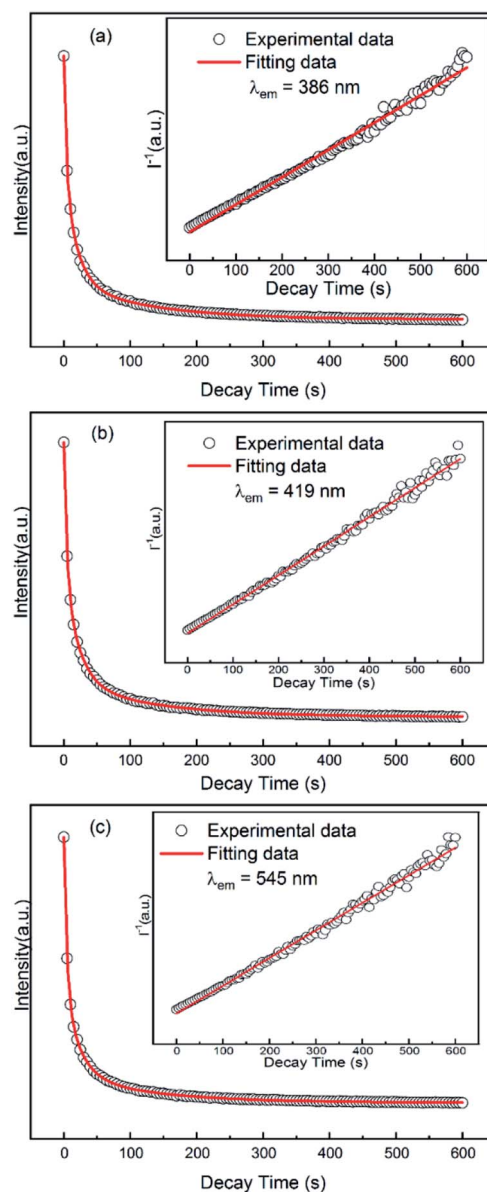 (a)
Experimental data
Fitting data
λem = 386 nm
I⁻¹(a.u.)
0 100 200 300 400 500 600
Decay Time (s)
Intensity(a.u.)
0 100 200 300 400 500 600
Decay Time (s)
(b)
Experimental data
Fitting data
λem = 419 nm
I⁻¹(a.u.)
0 100 200 300 400 500 600
Decay Time (s)
Intensity(a.u.)
0 100 200 300 400 500 600
Decay Time (s)
(c)
Experimental data
Fitting data
λem = 545 nm
I⁻¹(a.u.)
0 100 200 300 400 500 600
Decay Time (s)
Intensity(a.u.)
0 100 200 300 400 500 600
Decay Time (s)